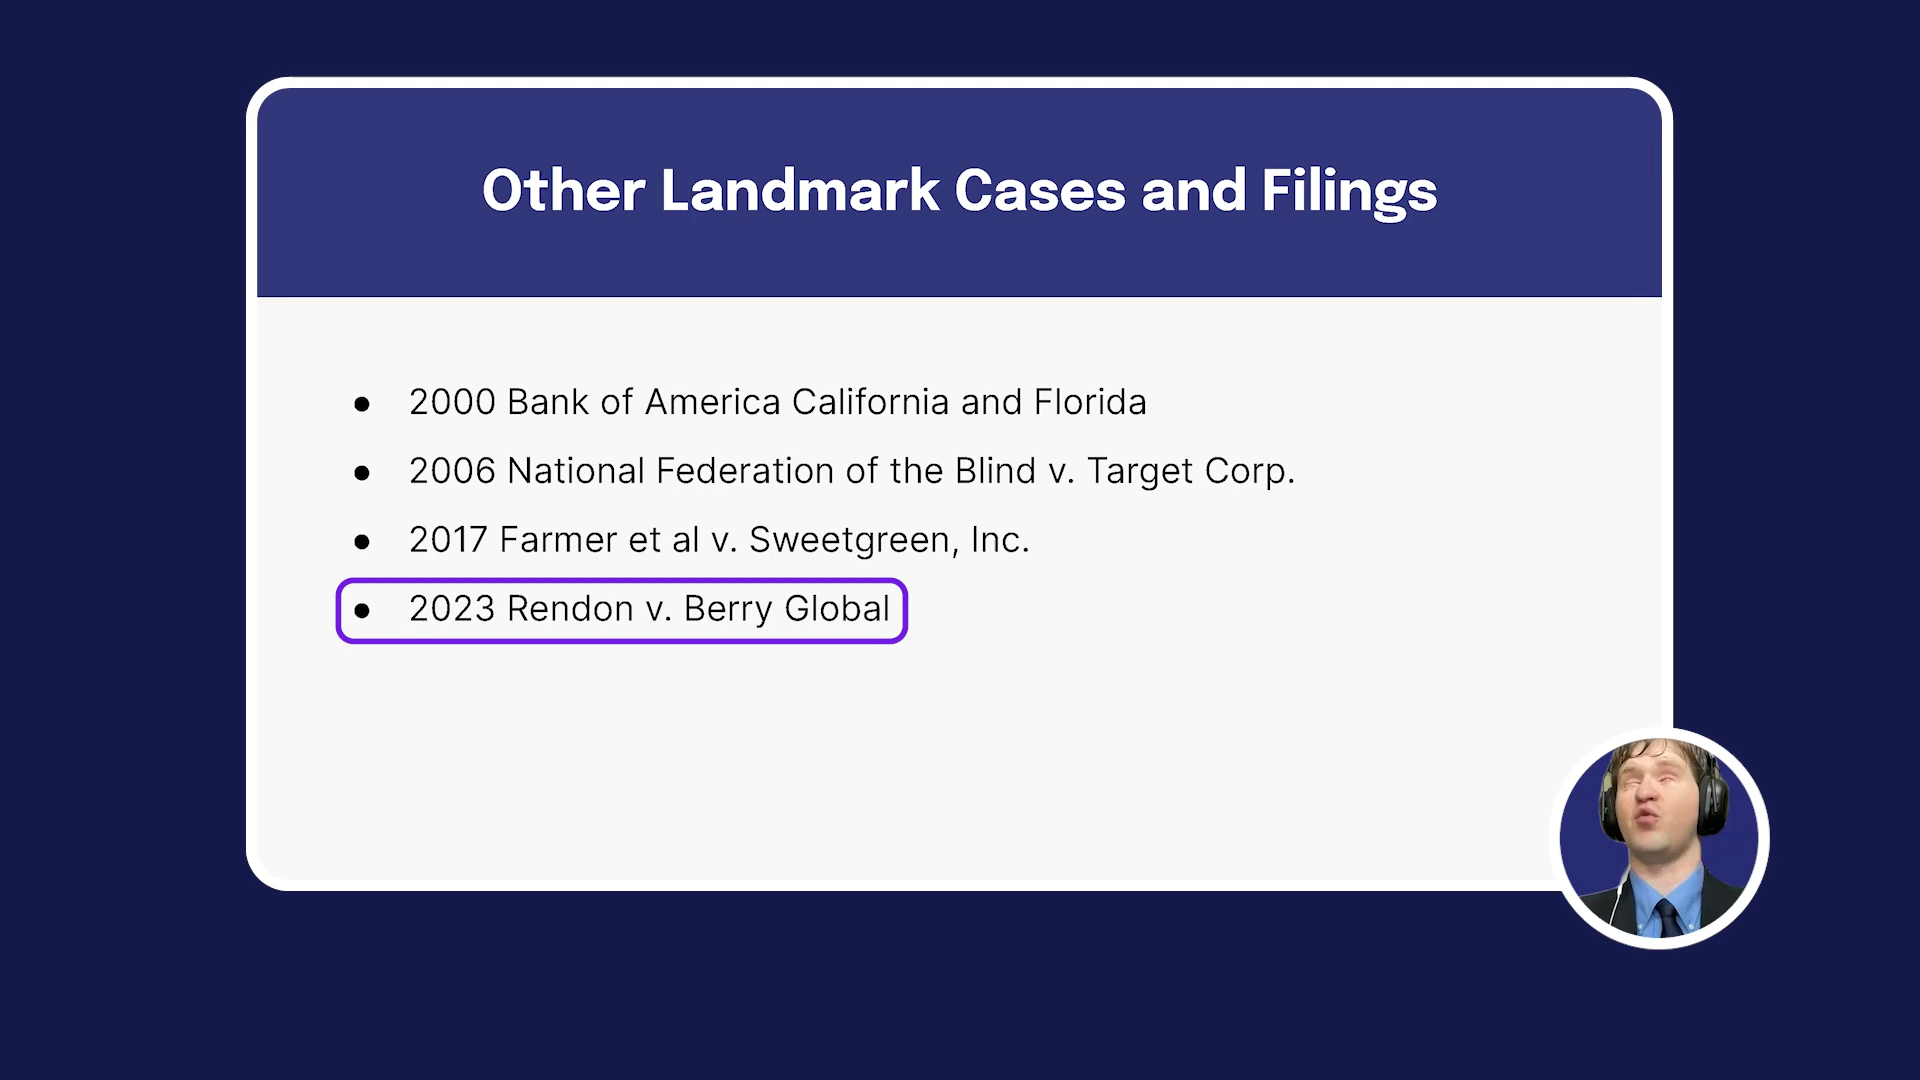 Other Landmark Cases and Filings
● 2000 Bank of America California and Florida
● 2006 National Federation of the Blind v. Target Corp.
● 2017 Farmer et al v. Sweetgreen, Inc.
● 2023 Rendon v. Berry Global